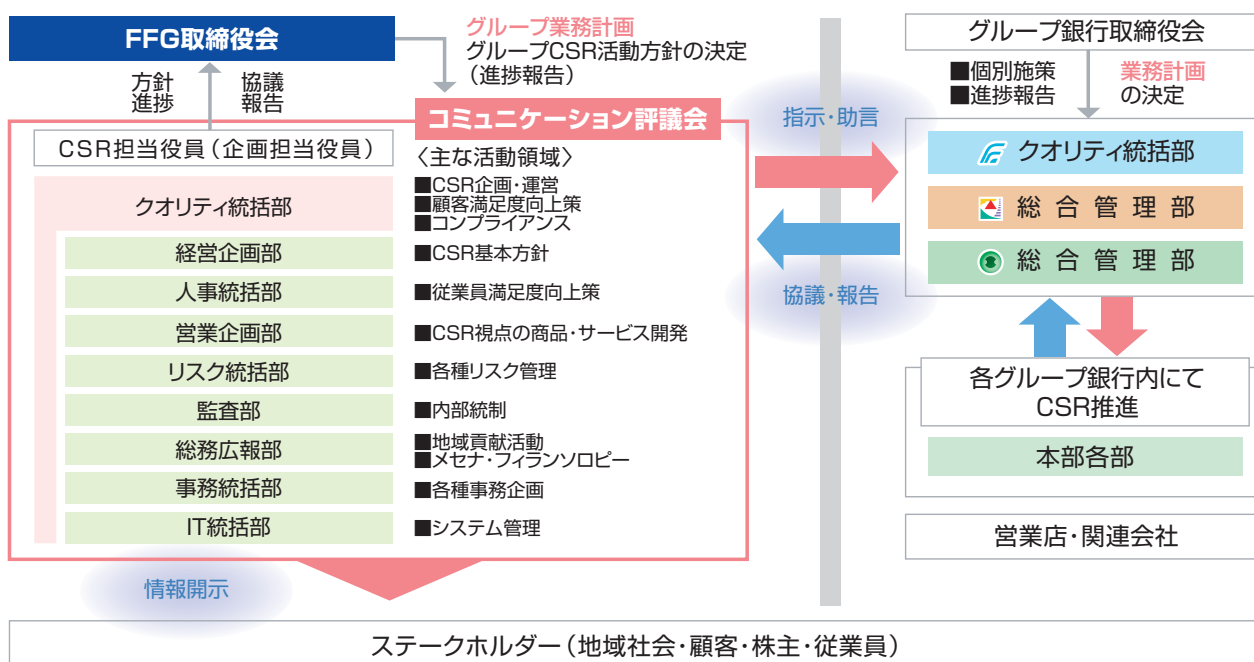 FFG取締役会
グループ業務計画
グループCSR活動方針の決定
（進捗報告）
方針
進捗
協議
報告
コミュニケーション評議会
CSR担当役員（企画担当役員）
〈主な活動領域〉
クオリティ統括部
■CSR企画・運営
■顧客満足度向上策
■コンプライアンス
経営企画部
■CSR基本方針
人事統括部
■従業員満足度向上策
営業企画部
■CSR視点の商品・サービス開発
リスク統括部
■各種リスク管理
監査部
■内部統制
総務広報部
■地域貢献活動
■メセナ・フィランソロピー
事務統括部
■各種事務企画
IT統括部
■システム管理
情報開示
指示・助言
協議・報告
グループ銀行取締役会
■個別施策
■進捗報告
業務計画
の決定
クオリティ統括部
総合管理部
総合管理部
各グループ銀行内にて
CSR推進
本部各部
営業店・関連会社
ステークホルダー（地域社会・顧客・株主・従業員）